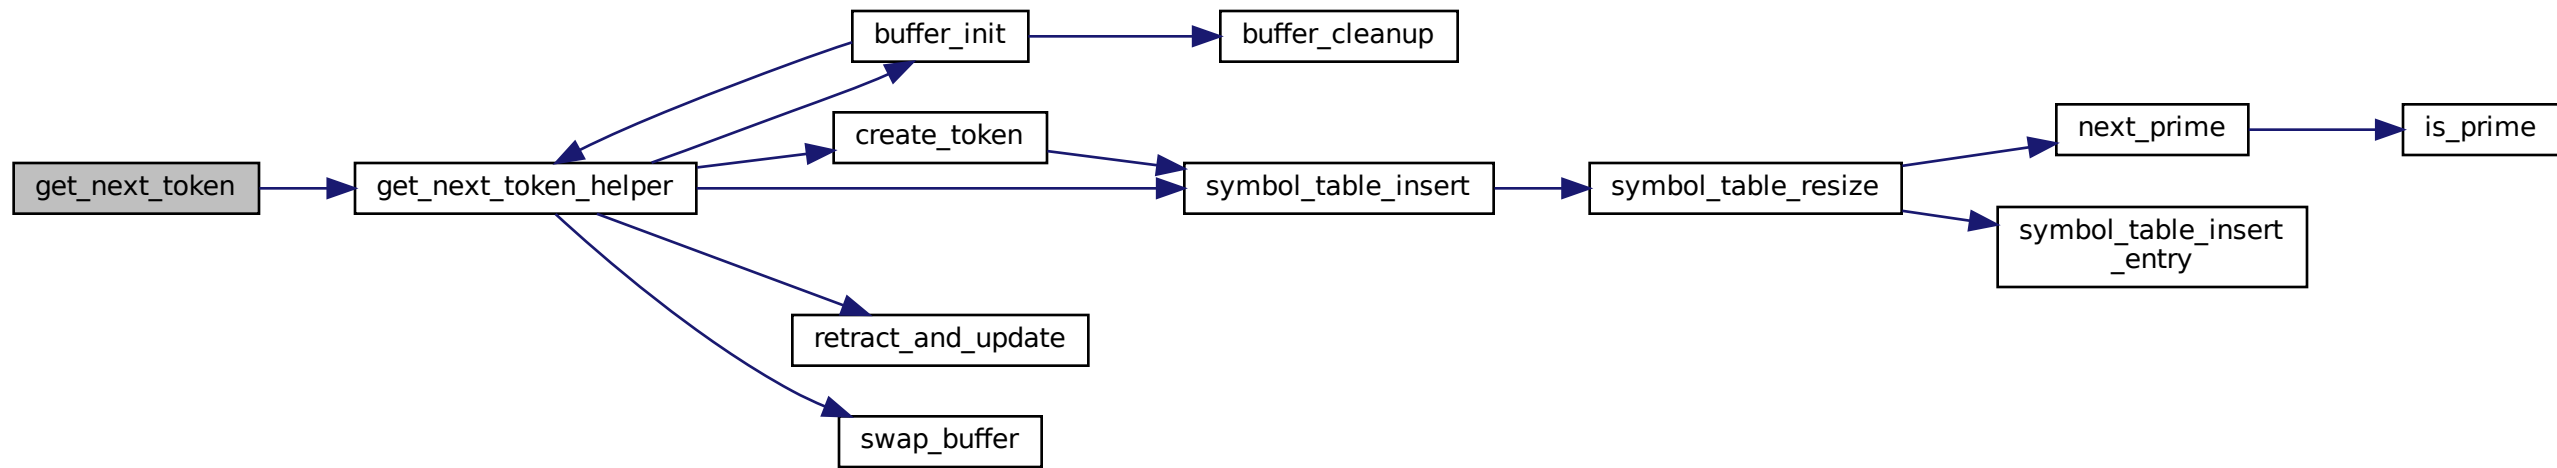 buffer_init
buffer_cleanup
create_token
next_prime
is_prime
get_next_token
get_next_token_helper
symbol_table_insert
symbol_table_resize
symbol_table_insert
_entry
retract_and_update
swap_buffer